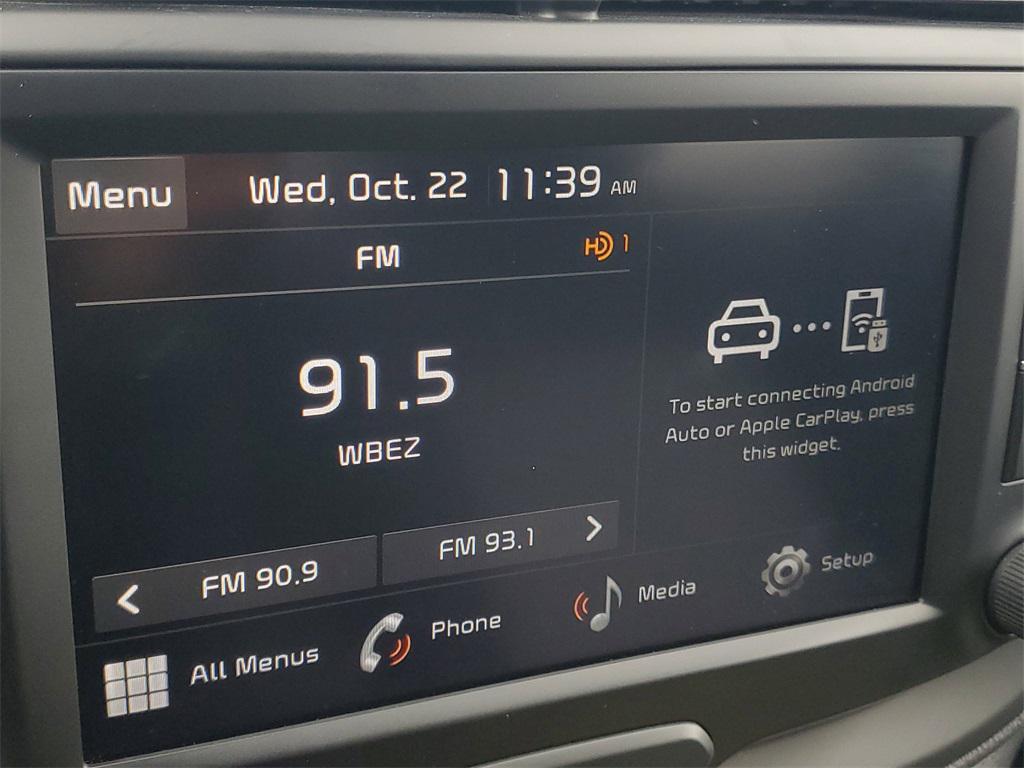 Menu Wed, Oct. 22 11:39 AM
FM HD 1
91.5
WBEZ
FM 90.9 FM 93.1
To start connecting Android
Auto or Apple CarPlay, press
this widget.
All Menus Phone Media Setup